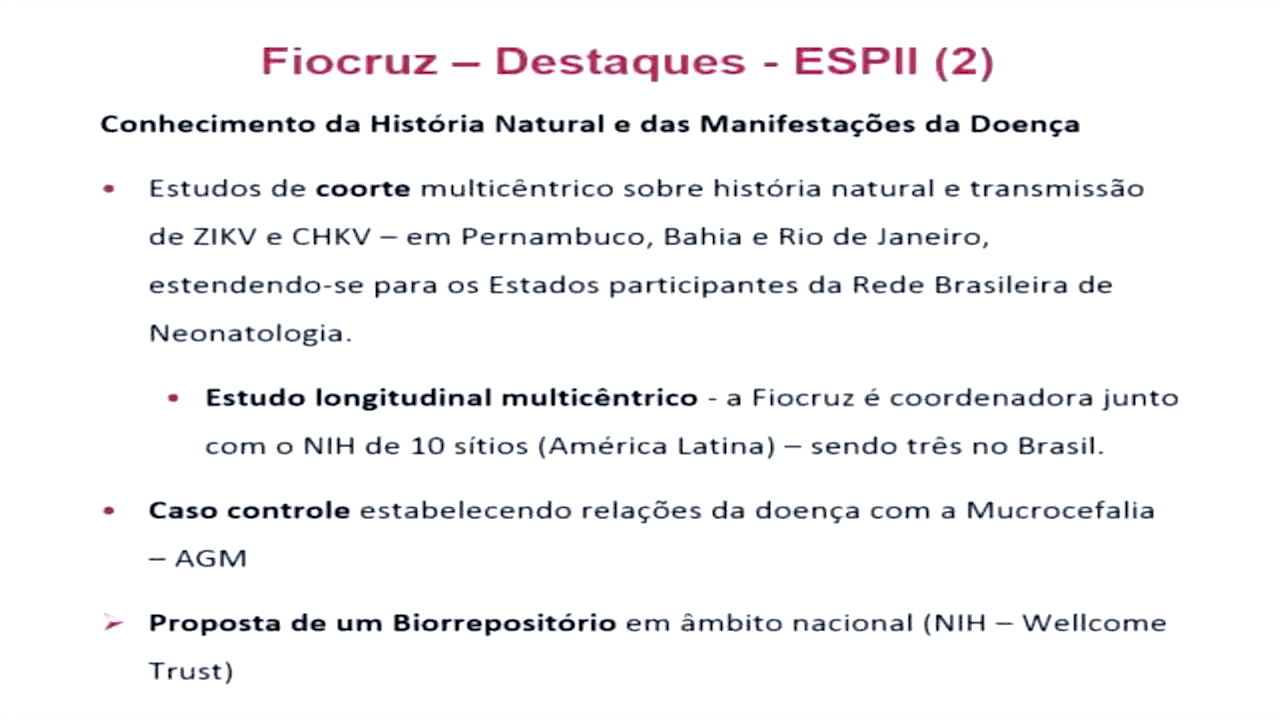 Fiocruz – Destaques - ESPII (2)
Conhecimento da História Natural e das Manifestações da Doença
• Estudos de coorte multicêntrico sobre história natural e transmissão
de ZIKV e CHKV – em Pernambuco, Bahia e Rio de Janeiro,
estendendo-se para os Estados participantes da Rede Brasileira de
Neonatologia.
• Estudo longitudinal multicêntrico - a Fiocruz é coordenadora junto
com o NIH de 10 sítios (América Latina) – sendo três no Brasil.
• Caso controle estabelecendo relações da doença com a Mucrocefalia
– AGM
➢ Proposta de um Biorrepositório em âmbito nacional (NIH – Wellcome
Trust)